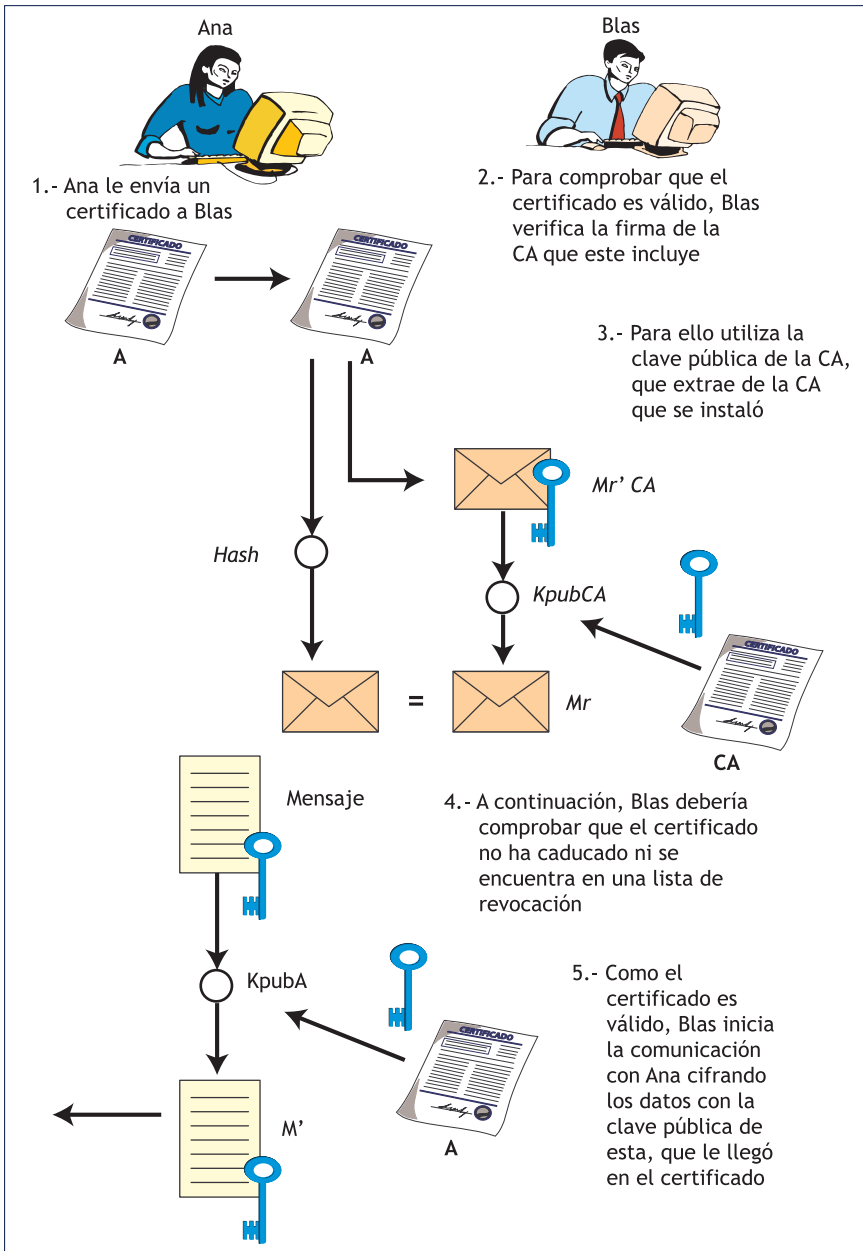 Ana
Blas
1.- Ana le envía un
certificado a Blas
2.- Para comprobar que el
certificado es válido, Blas
verifica la firma de la
CA que este incluye
CERTIFICADO
CERTIFICADO
A
A
3.- Para ello utiliza la
clave pública de la CA,
que extrae de la CA
que se instaló
Mr' CA
Hash
KpubCA
CERTIFICADO
=
Mr
CA
Mensaje
4.- A continuación, Blas debería
comprobar que el certificado
no ha caducado ni se
encuentra en una lista de
revocación
KpubA
5.- Como el
certificado es
válido, Blas inicia
la comunicación
con Ana cifrando
los datos con la
clave pública de
esta, que le llegó
en el certificado
CERTIFICADO
M'
A